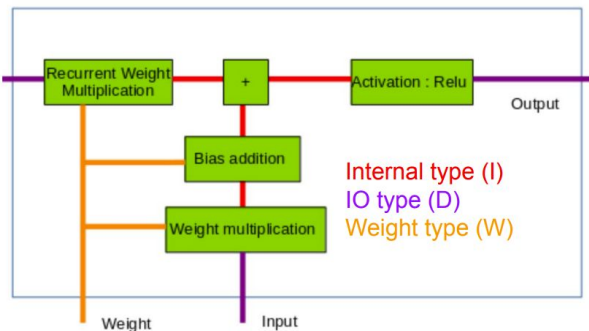 Recurrent Weight
Multiplication
+
Activation : Relu
Output
Bias addition
Internal type (I)
IO type (D)
Weight type (W)
Weight multiplication
Weight
Input